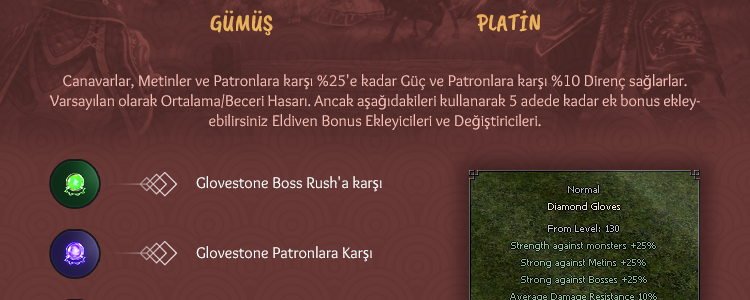 GÜMÜŞ PLATİN
Canavarlar, Metinler ve Patronlara karşı %25'e kadar Güç ve Patronlara karşı %10 Direnç sağlarlar.
Varsayılan olarak Ortalama/Beceri Hasarı. Ancak aşağıdakileri kullanarak 5 adede kadar ek bonus ekley-
ebilirsiniz Eldiven Bonus Ekleyicileri ve Değiştiricileri.
Glovestone Boss Rush'a karşı
Glovestone Patronlara Karşı
Normal
Diamond Gloves
From Level: 130
Strength against monsters +25%
Strong against Metins +25%
Strong against Bosses +25%
Average Damage Resistance 10%